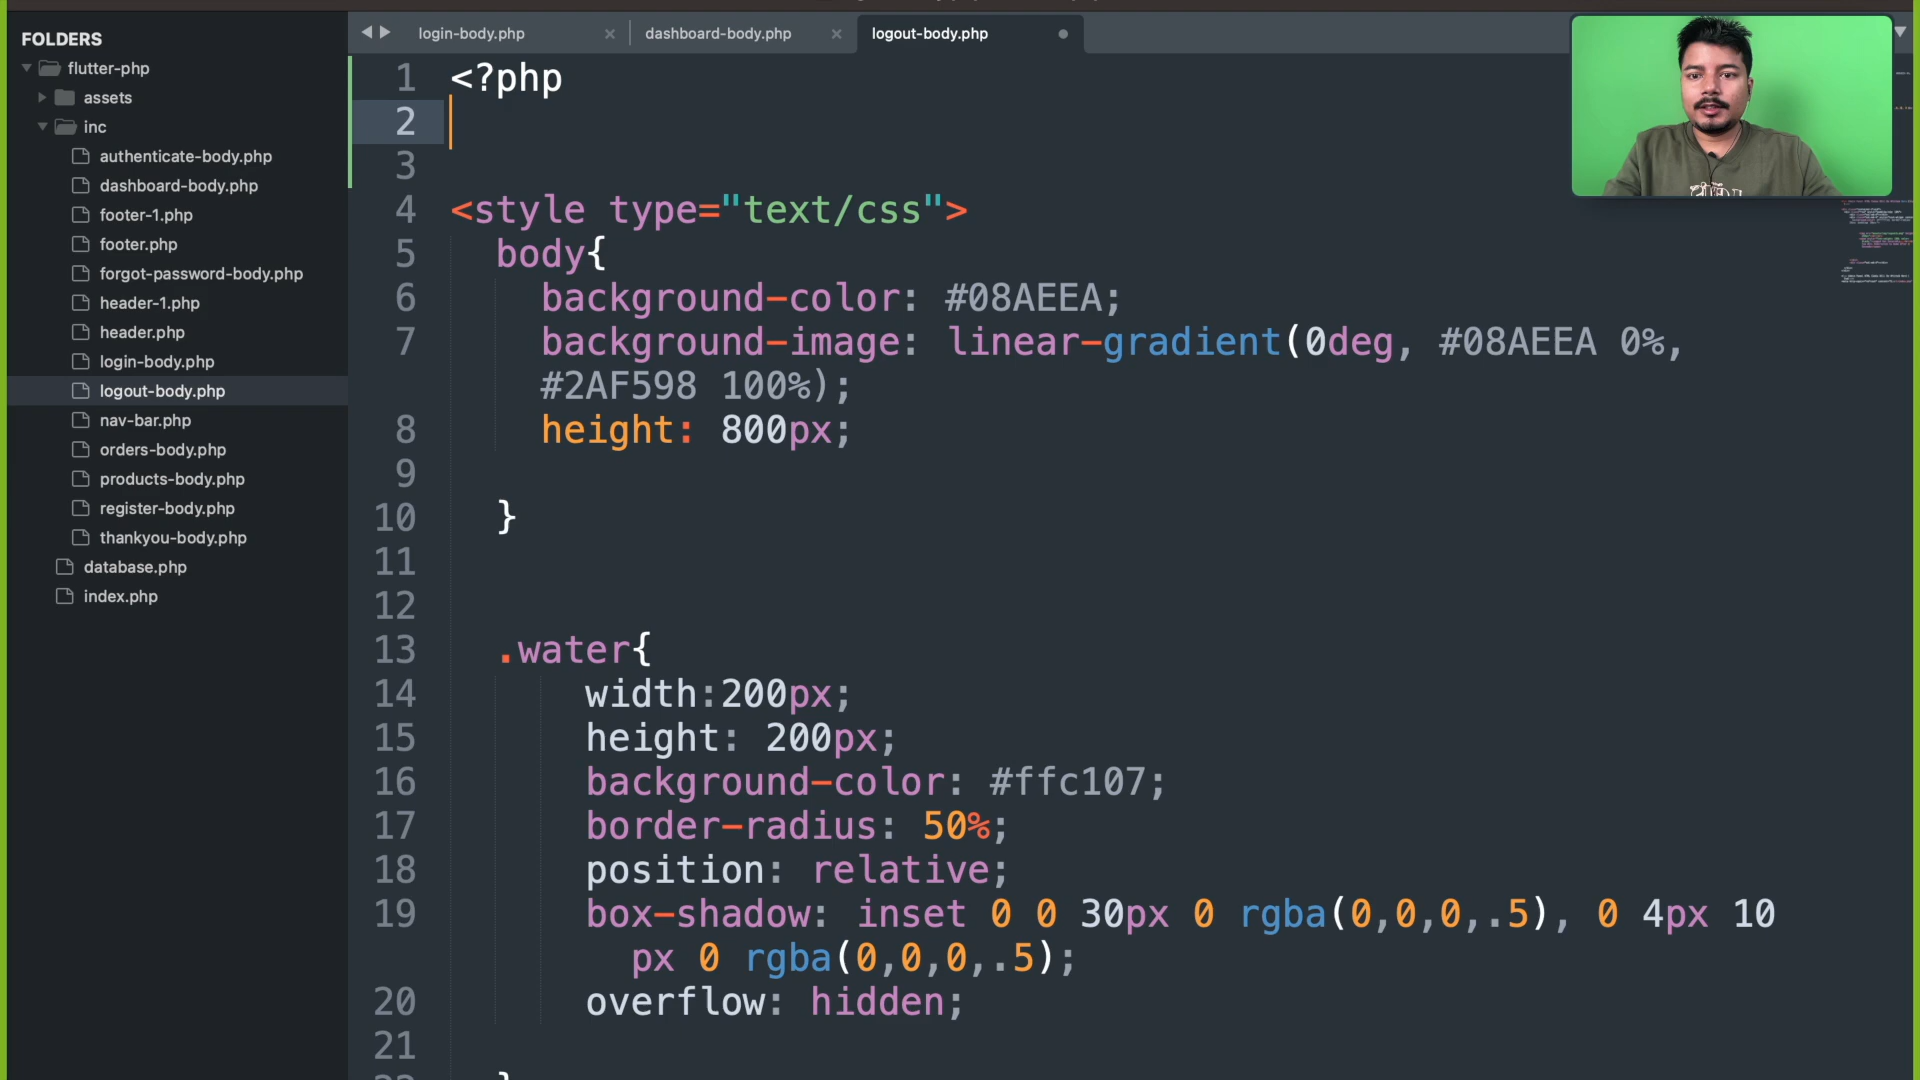 FOLDERS
flutter-php
assets
inc
authenticate-body.php
dashboard-body.php
footer-1.php
footer.php
forgot-password-body.php
header-1.php
header.php
login-body.php
logout-body.php
nav-bar.php
orders-body.php
products-body.php
register-body.php
thankyou-body.php
database.php
index.php
login-body.php
dashboard-body.php
logout-body.php
1 <?php
2
3
4 <style type="text/css">
5 body{
6 background-color: #08AEEA;
7 background-image: linear-gradient(0deg, #08AEEA 0%,
#2AF598 100%);
8 height: 800px;
9
10 }
11
12
13 .water{
14 width:200px;
15 height: 200px;
16 background-color: #ffc107;
17 border-radius: 50%;
18 position: relative;
19 box-shadow: inset 0 0 30px 0 rgba(0,0,0,.5), 0 4px 10
px 0 rgba(0,0,0,.5);
20 overflow: hidden;
21